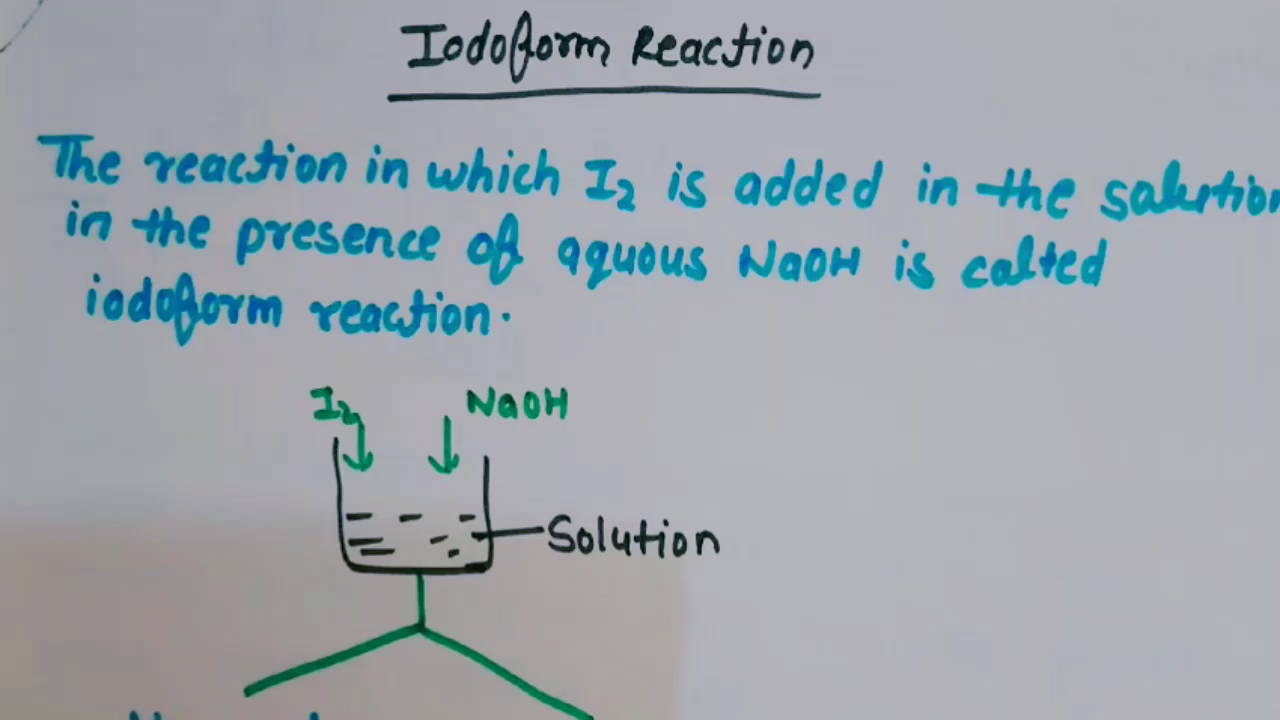 Iodoform Reaction
The reaction in which I₂ is added in the solution
in the presence of aquous NaOH is called
iodoform reaction.
I₂ NaOH
Solution